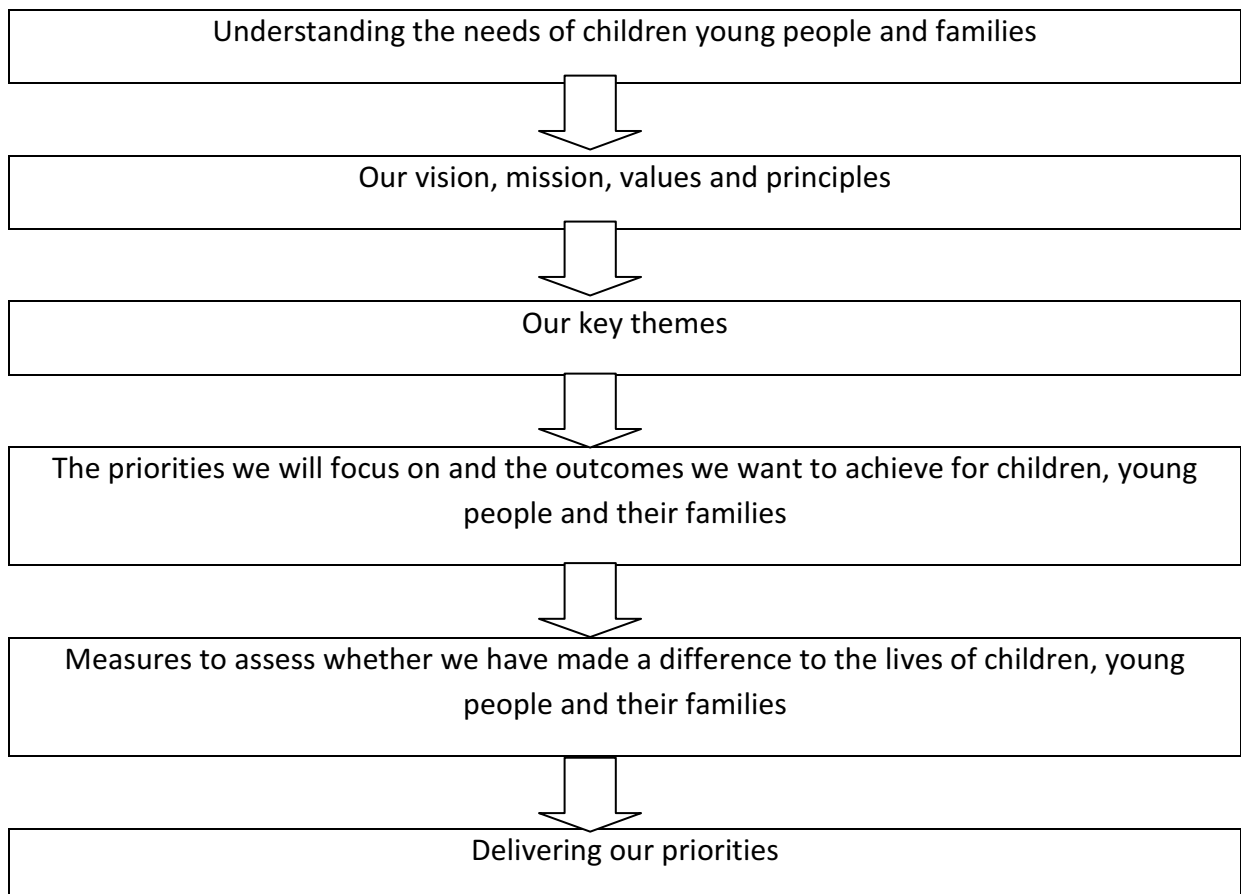 Understanding the needs of children young people and families
Our vision, mission, values and principles
Our key themes
The priorities we will focus on and the outcomes we want to achieve for children, young
people and their families
Measures to assess whether we have made a difference to the lives of children, young
people and their families
Delivering our priorities